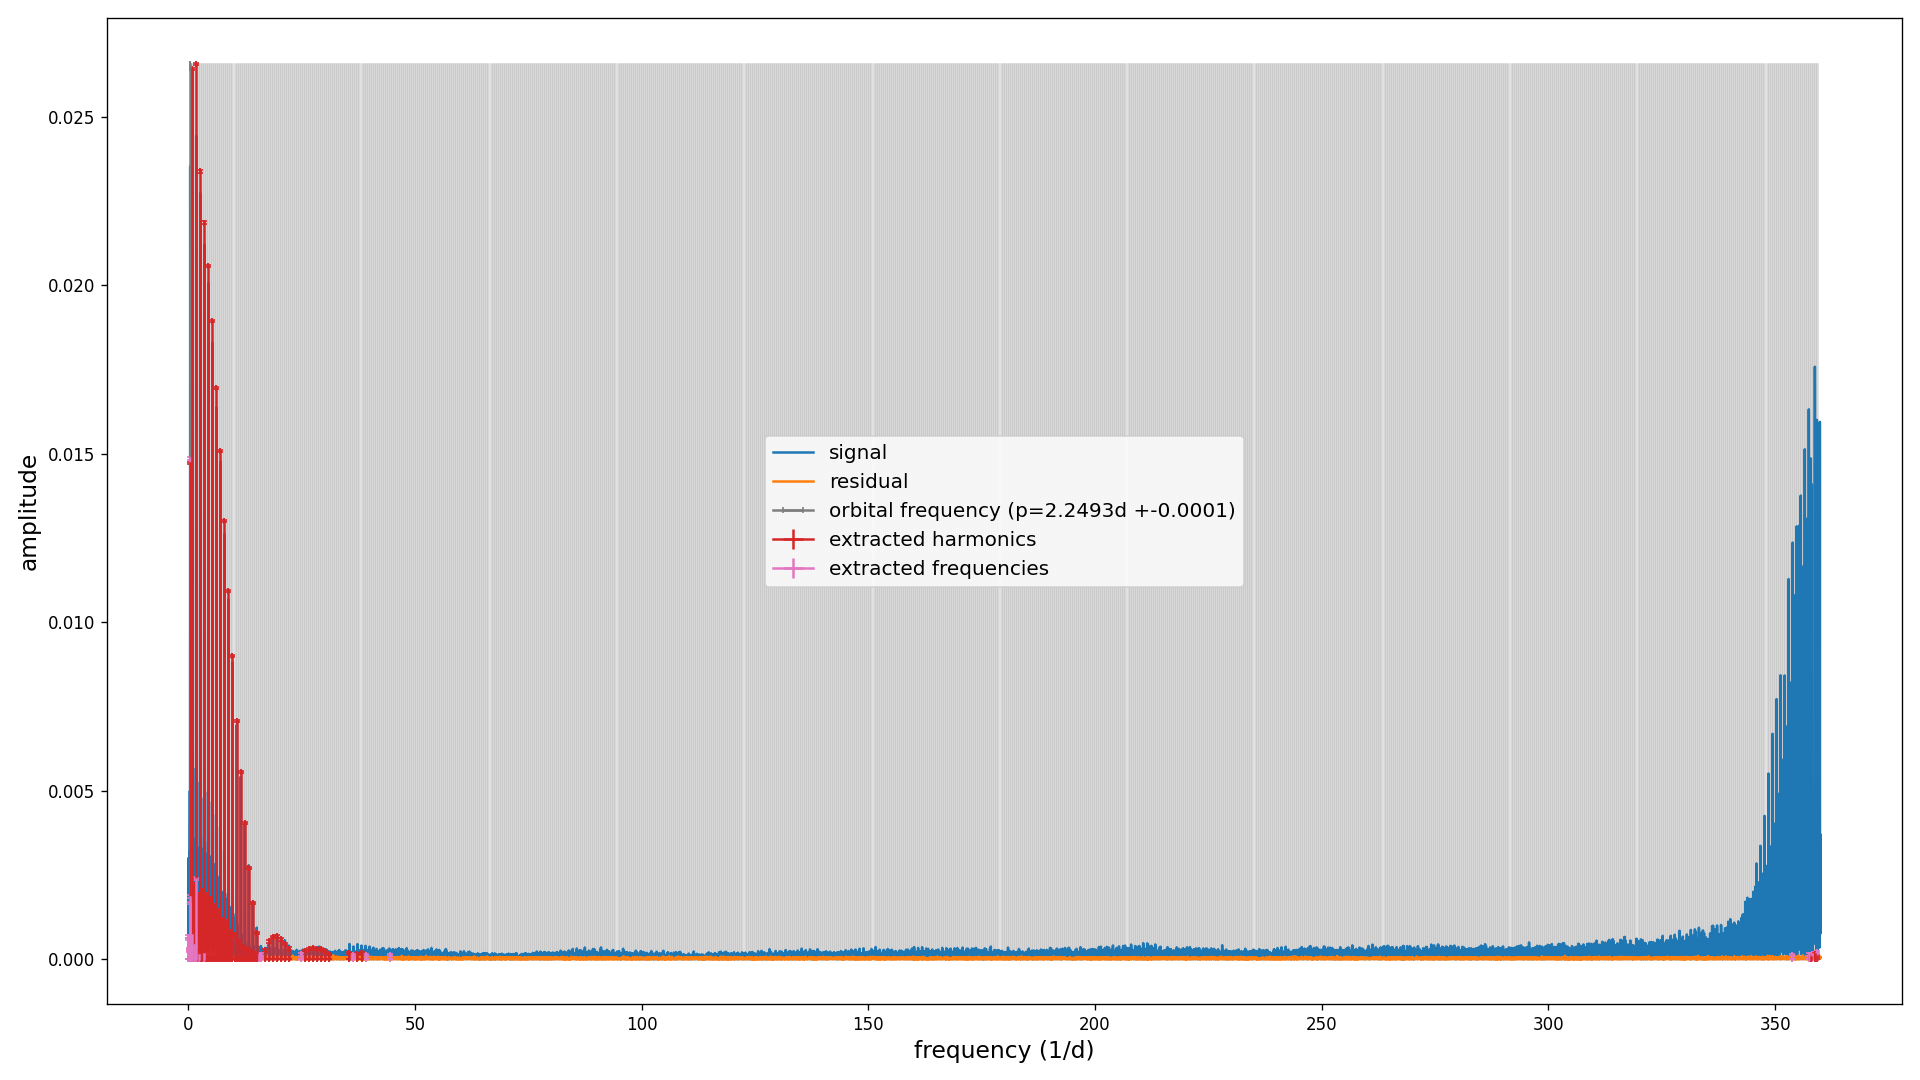 0.025
0.020
0.015
0.010
0.005
0.000
amplitude
signal
residual
orbital frequency (p=2.2493d +-0.0001)
extracted harmonics
extracted frequencies
0 50 100 150 200 250 300 350
frequency (1/d)